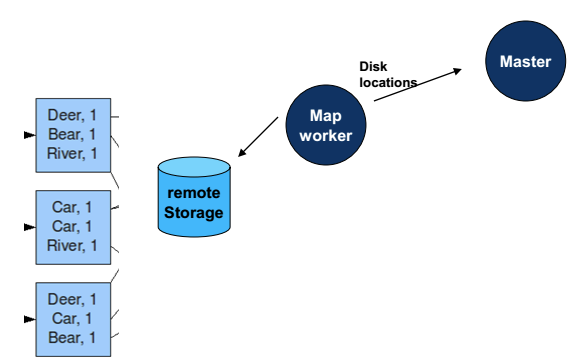 Master
Disk
locations
Map
worker
Deer, 1
Bear, 1
River, 1
remote
Storage
Car, 1
Car, 1
River, 1
Deer, 1
Car, 1
Bear, 1